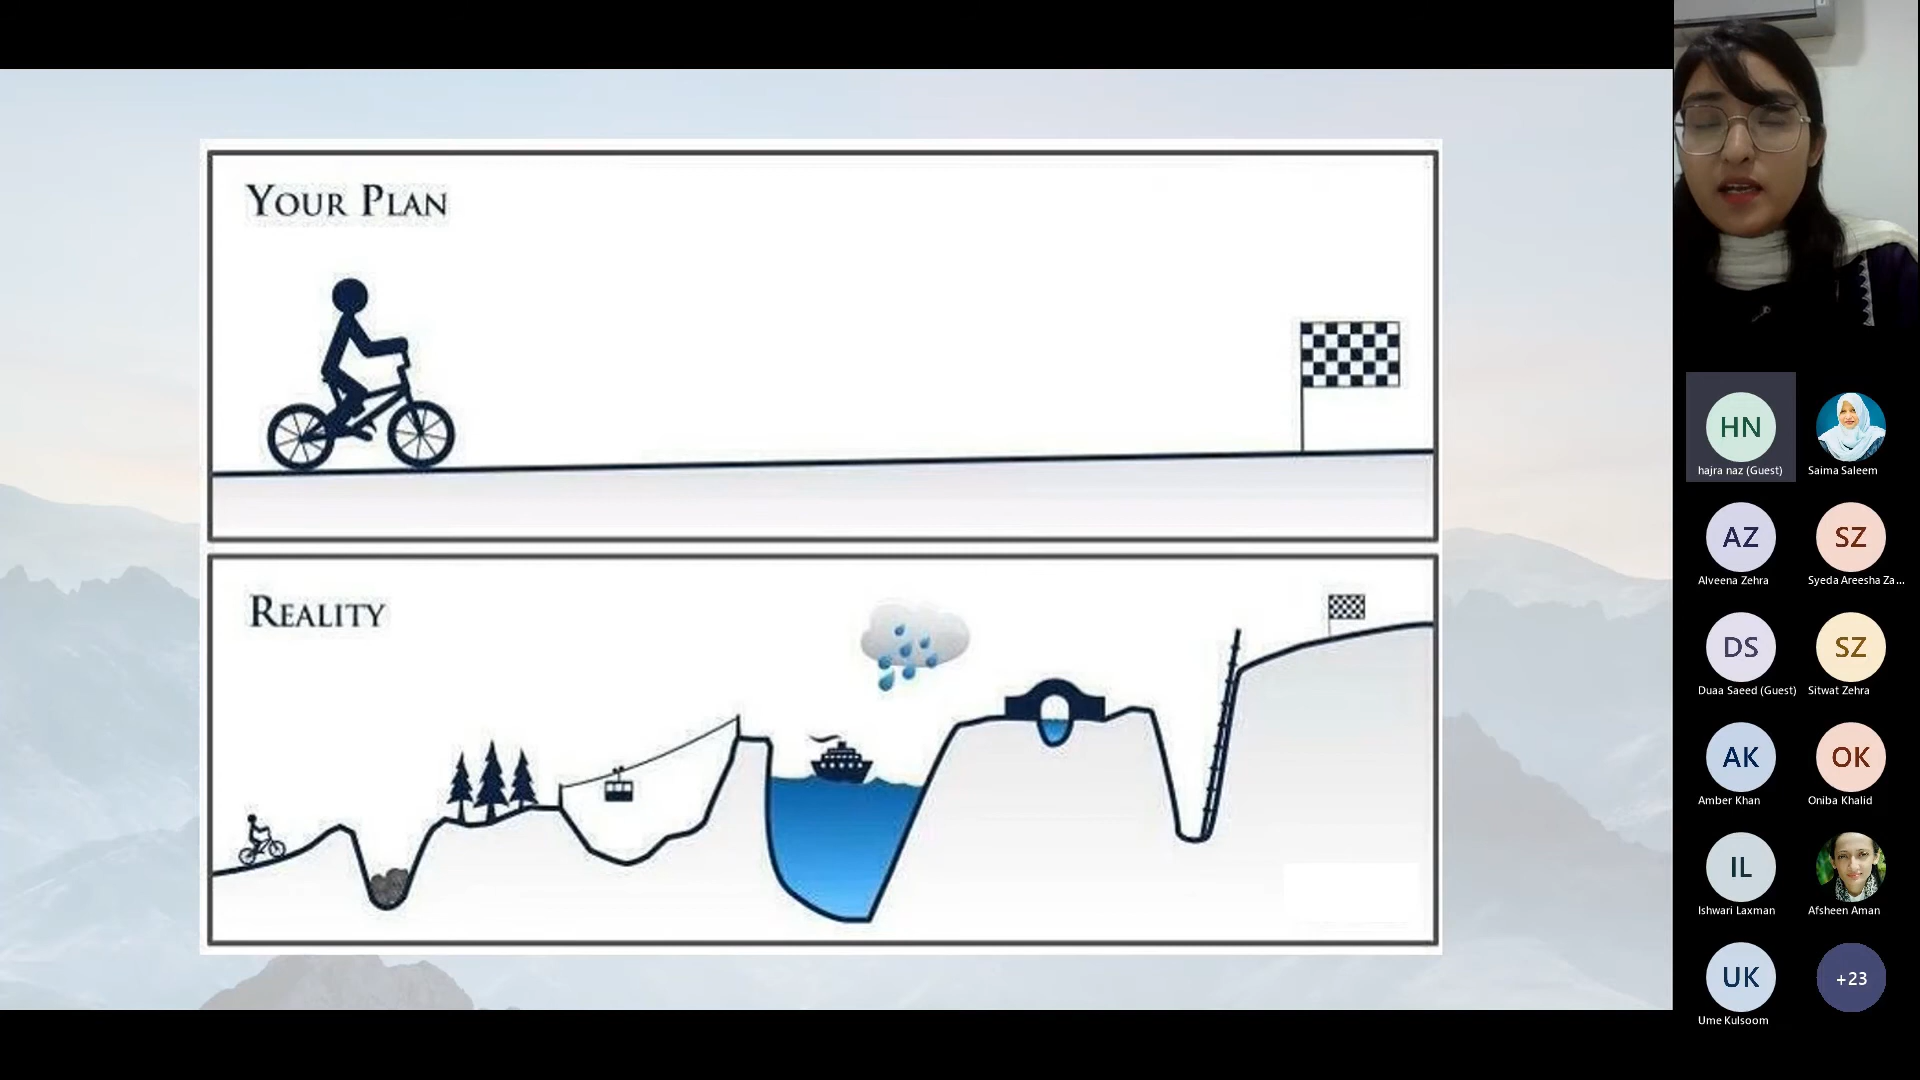 YOUR PLAN
REALITY
HN
hajra naz (Guest)
Saima Saleem
AZ
SZ
Alveena Zehra
Syeda Areesha Za...
DS
SZ
Duaa Saeed (Guest)
Sitwat Zehra
AK
OK
Amber Khan
Oniba Khalid
IL
Ishwari Laxman
Afsheen Aman
UK
+23
Ume Kulsoom